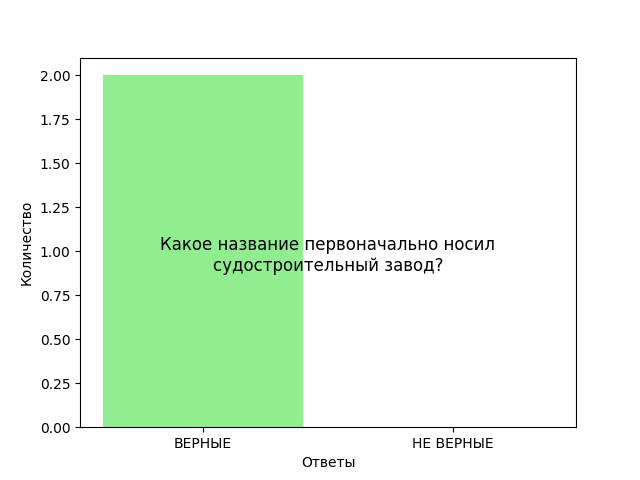 2.00
1.75
1.50
1.25
1.00
0.75
0.50
0.25
0.00
Количество
Какое название первоначально носил
судостроительный завод?
ВЕРНЫЕ
НЕ ВЕРНЫЕ
Ответы